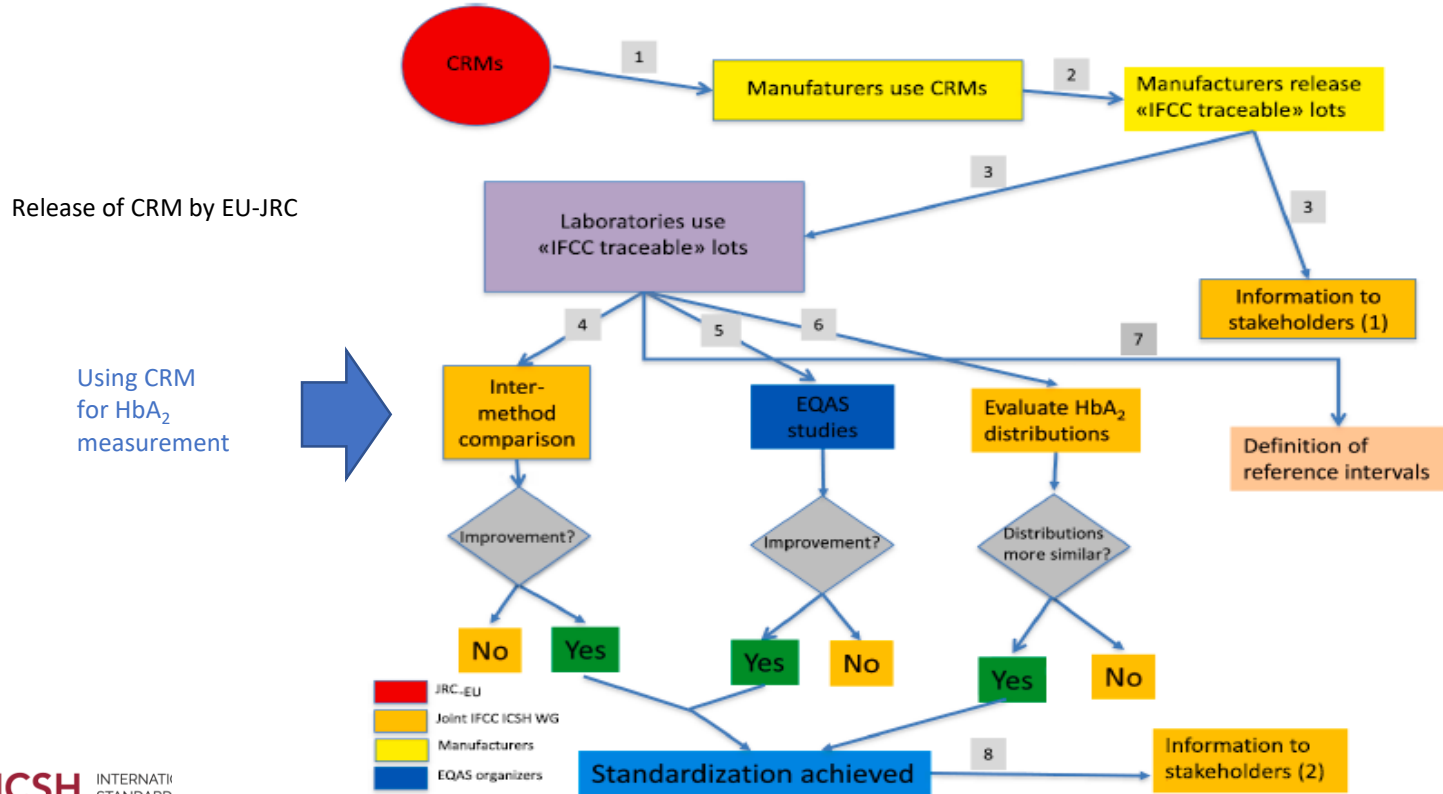 CRMs
1
Manufaturers use CRMs
2
Manufacturers release
«IFCC traceable» lots
3
3
Release of CRM by EU-JRC
Laboratories use
«IFCC traceable» lots
Information to
stakeholders (1)
4
5
6
7
Using CRM
for HbA2
measurement
Inter-
method
comparison
EQAS
studies
Evaluate HbA2
distributions
Definition of
reference intervals
Improvement?
Improvement?
Distributions
more similar?
No
Yes
Yes
No
Yes
No
JRC-EU
Joint IFCC ICSH WG
Manufacturers
EQAS organizers
Standardization achieved
8
Information to
stakeholders (2)
ICSH